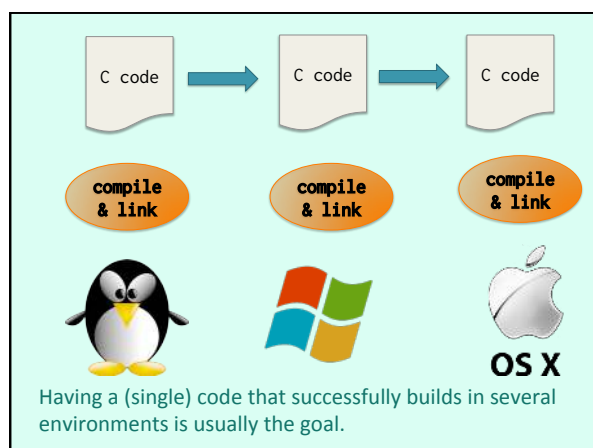 C code
C code
C code
compile
& link
compile
& link
compile
& link
OS X
Having a (single) code that successfully builds in several
environments is usually the goal.